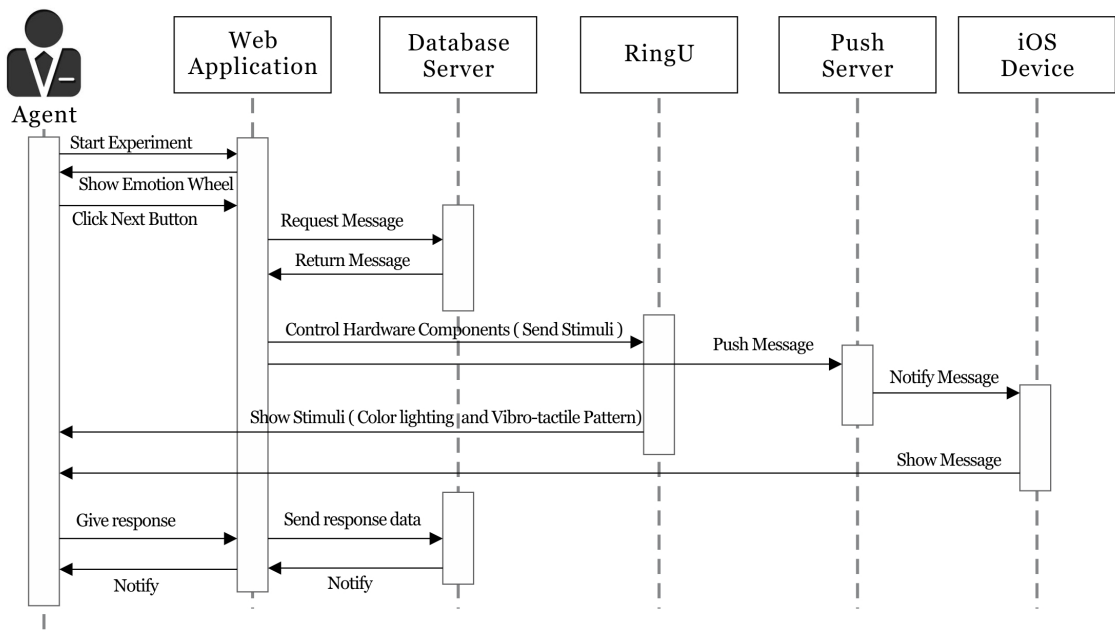 Web
Application
Database
Server
RingU
Push
Server
iOS
Device
Agent
Start Experiment
Show Emotion Wheel
Click Next Button
Request Message
Return Message
Control Hardware Components ( Send Stimuli )
Push Message
Notify Message
Show Stimuli ( Color lighting and Vibro-tactile Pattern)
Show Message
Give response
Send response data
Notify
Notify